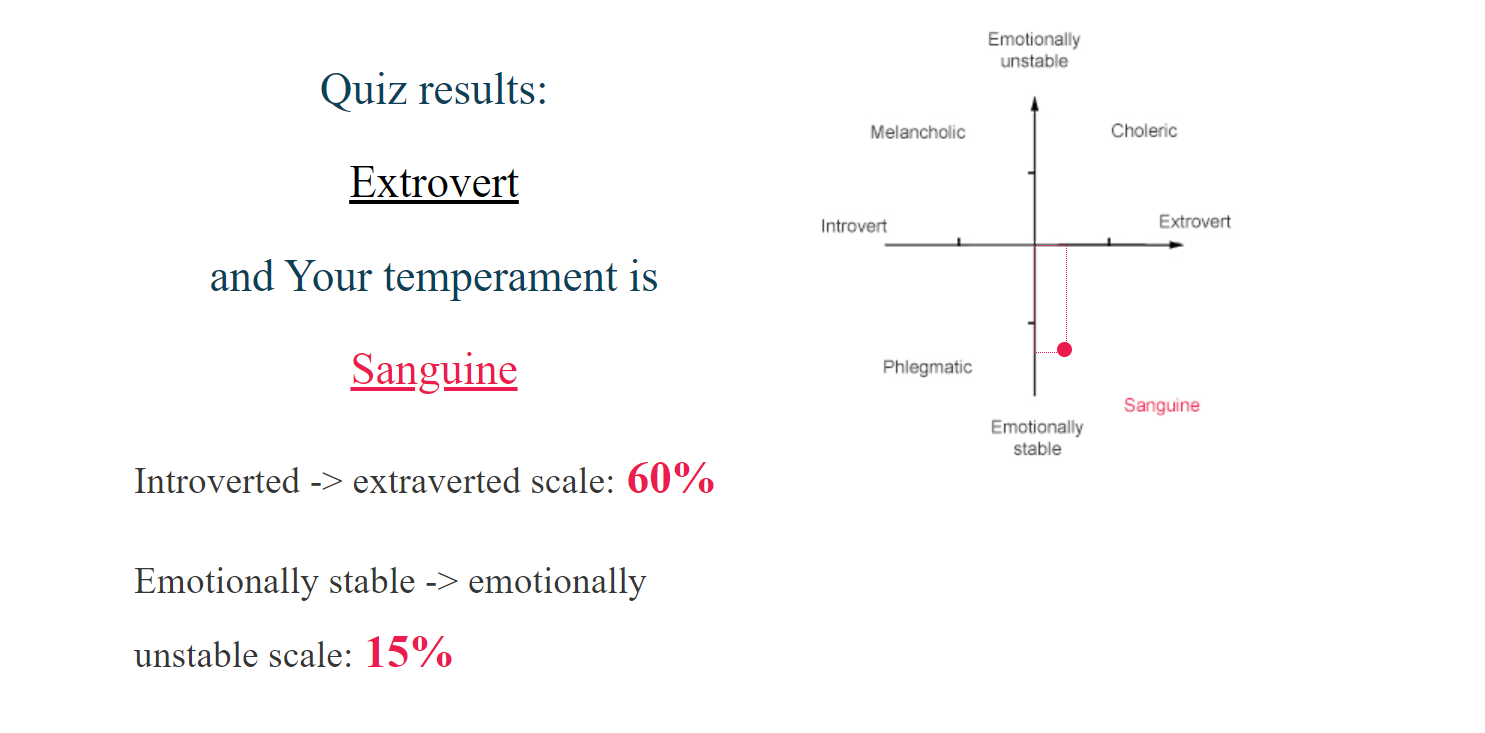 Quiz results:
Extrovert
and Your temperament is
Sanguine
Introverted -> extraverted scale: 60%
Emotionally stable -> emotionally
unstable scale: 15%
Emotionally
unstable
Melancholic
Choleric
Introvert
Extrovert
Phlegmatic
Sanguine
Emotionally
stable